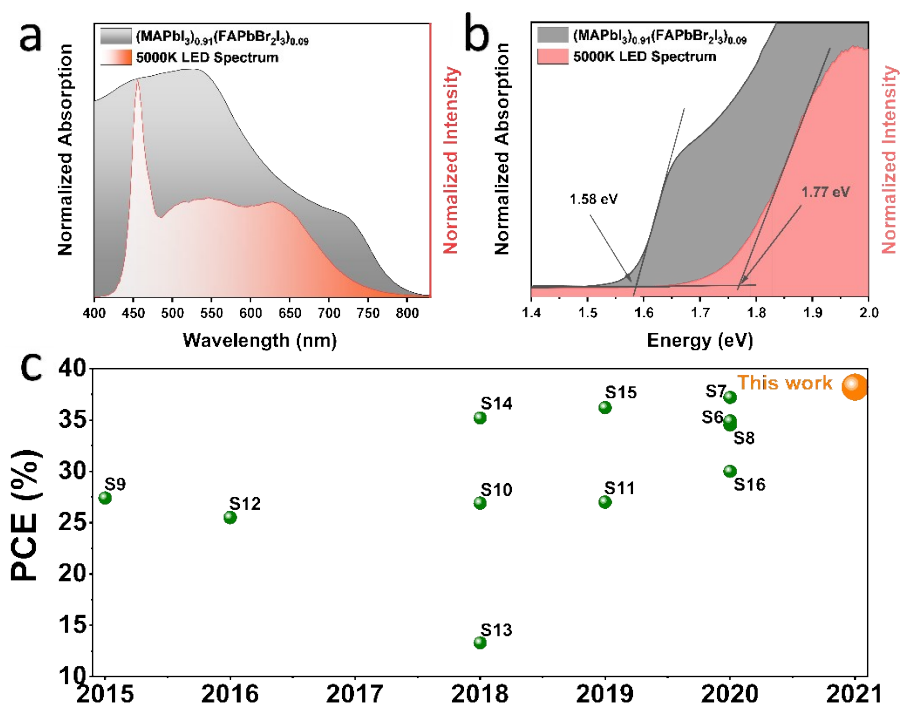 a
(MAPbI₃)₀.₉₁(FAPbBr₂I₃)₀.₀₉
5000K LED Spectrum
Normalized Absorption
Normalized Intensity
400 450 500 550 600 650 700 750 800
Wavelength (nm)
b
(MAPbI₃)₀.₉₁(FAPbBr₂I₃)₀.₀₉
5000K LED Spectrum
Normalized Absorption
Normalized Intensity
1.58 eV
1.77 eV
1.4 1.5 1.6 1.7 1.8 1.9 2.0
Energy (eV)
c
PCE (%)
40
35
30
25
20
15
10
S9
S12
S14
S10
S13
S15
S11
S7
S6
S8
S16
This work
2015 2016 2017 2018 2019 2020 2021